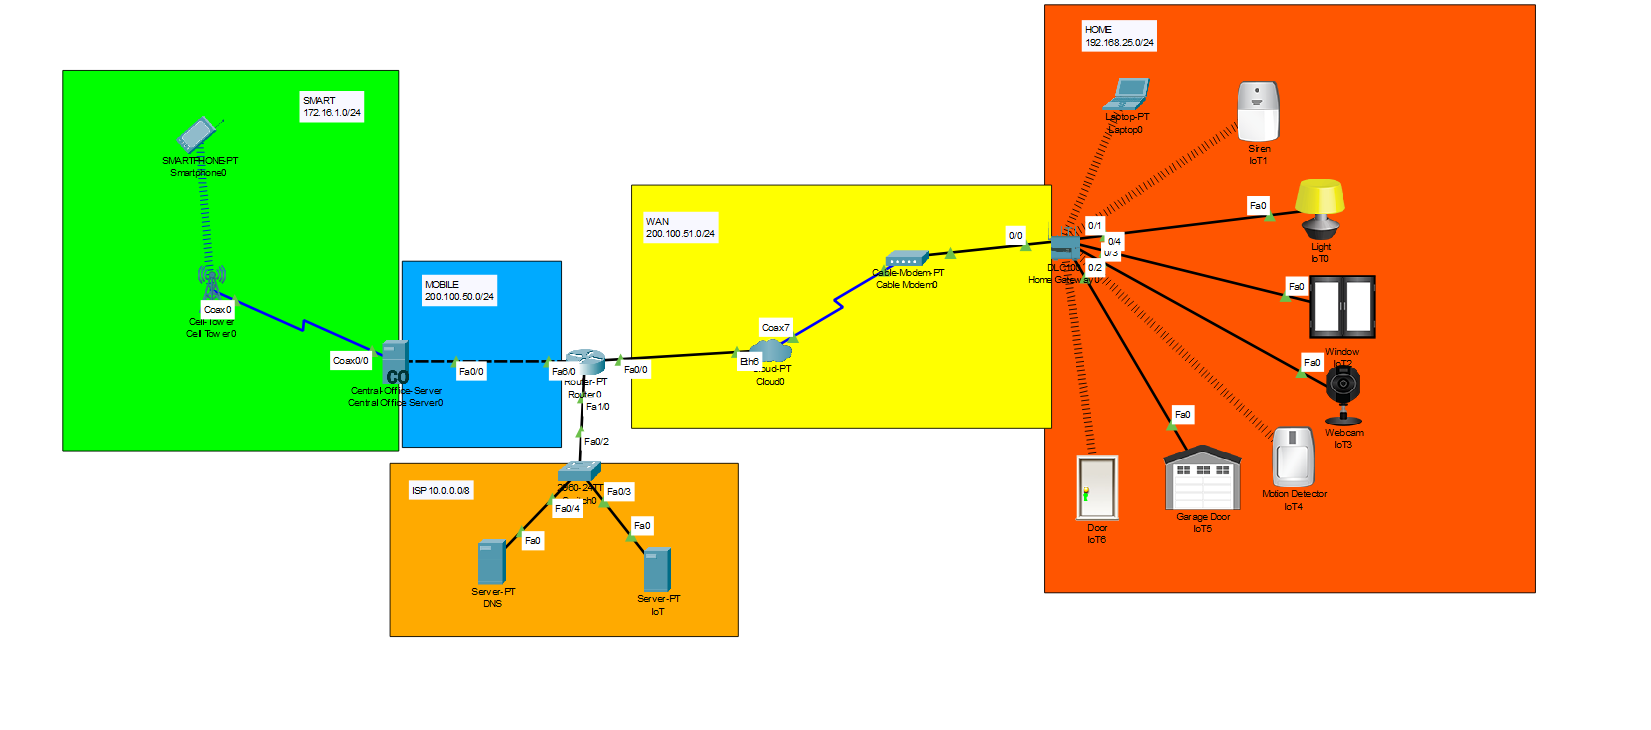 SMART
172.16.1.0/24
SMARTPHONE-PT
Smartphone0
Coax0
Cell-Tower
Cell Tower0
Coax0/0
CO
Central-Office-Server
Central Office Server0
MOBILE
200.100.50.0/24
Fa0/0
Fa6/0
Router-PT
Router0
Fa0/0
Fa1/0
Fa0/2
WAN
200.100.51.0/24
Coax7
Eth6
Cloud-PT
Cloud0
Cable-Modem-PT
Cable Modem0
0/0
ISP 10.0.0.0/8
2960-24TT
Switch0
Fa0/3
Fa0/4
Fa0
Fa0
Server-PT
DNS
Server-PT
IoT
HOME
192.168.25.0/24
Laptop-PT
Laptop0
Siren
IoT1
0/1
0/4
0/3
0/2
Home Gateway0
Fa0
Light
IoT0
Fa0
Window
IoT2
Fa0
Webcam
IoT3
Fa0
Motion Detector
IoT4
Garage Door
IoT5
Door
IoT6